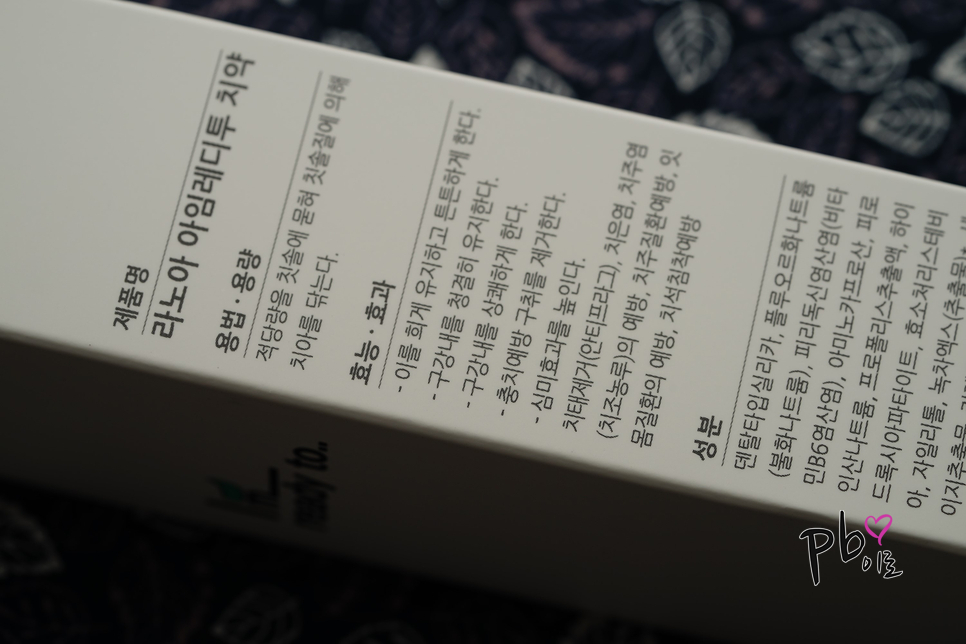 제품명
라노아 아임레디투 치약
용법·용량
적당량을 칫솔에 묻혀 칫솔질에 의해
치아를 닦는다.
효능·효과
- 이를 희게 유지하고 튼튼하게 한다.
- 구강내를 청결히 유지한다.
- 구강내를 상쾌하게 한다.
- 충치예방 구취를 제거한다.
- 심미효과를 높인다.
치태제거(안티프라그), 치은염, 치주염
(치조농루)의 예방, 치주질환예방, 잇
몸질환의 예방, 치석침착예방
성분
덴탈타입실리카, 플루오르화나트륨
(불화나트륨), 피리독신염산염(비타
민B6염산염), 아미노카프로산, 피로
인산나트륨, 프로폴리스추출액, 하이
드록시아파타이트, 효소처리스테비
아, 자일리톨, 녹차엑스(추출물)
이지추출물
ready to..
pb이로